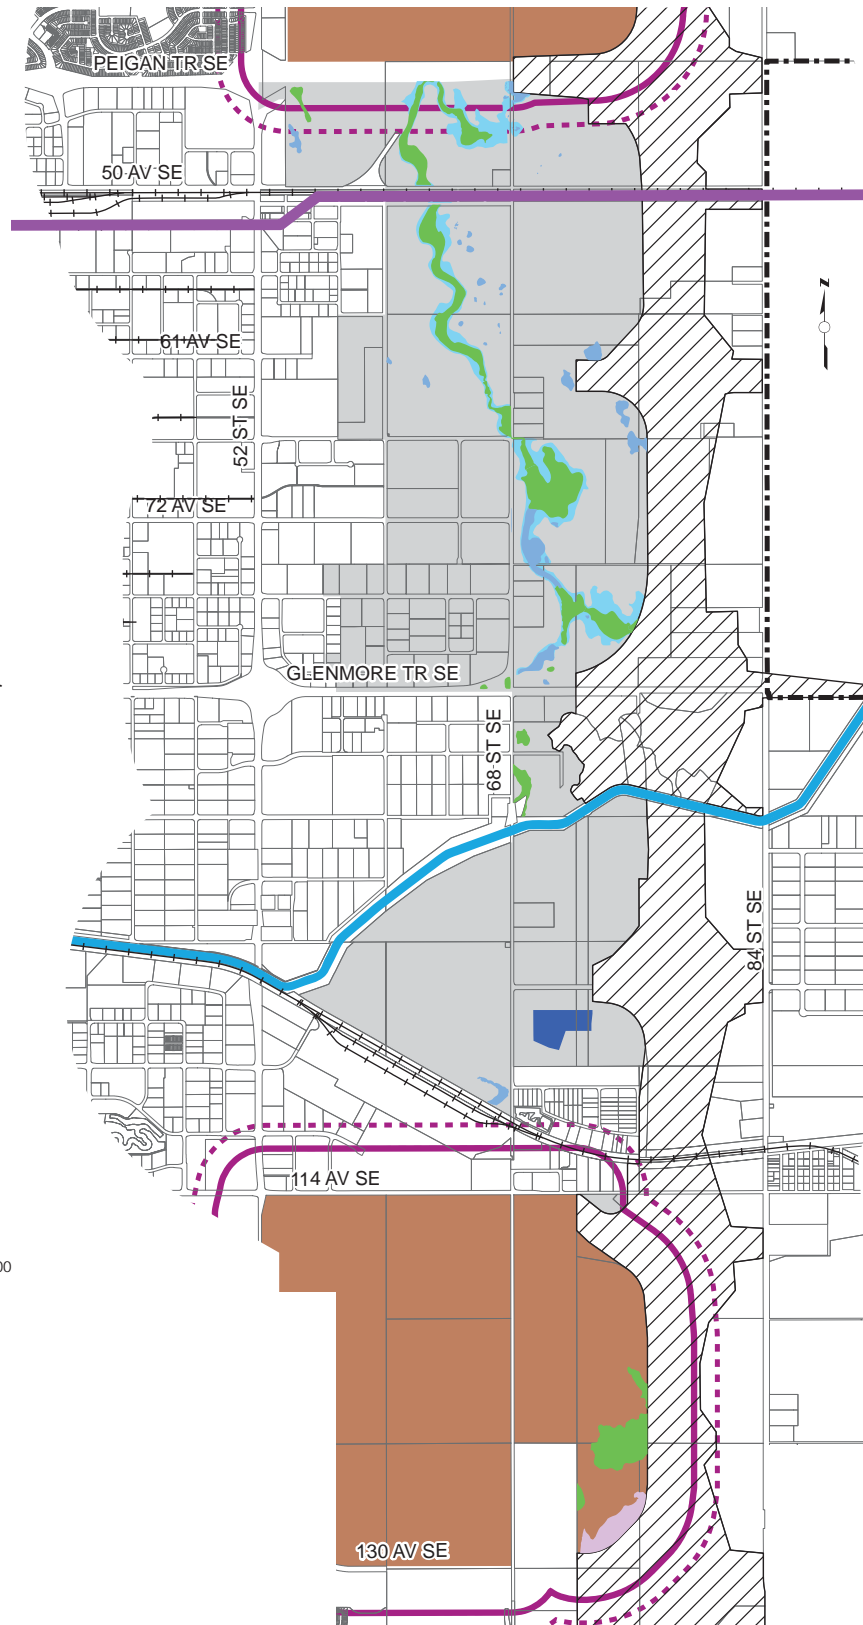 PEIGAN TR SE
50 AV SE
N
61 AV SE
52 ST SE
72 AV SE
GLENMORE TR SE
68 ST SE
84 ST SE
114 AV SE
00
130 AV SE